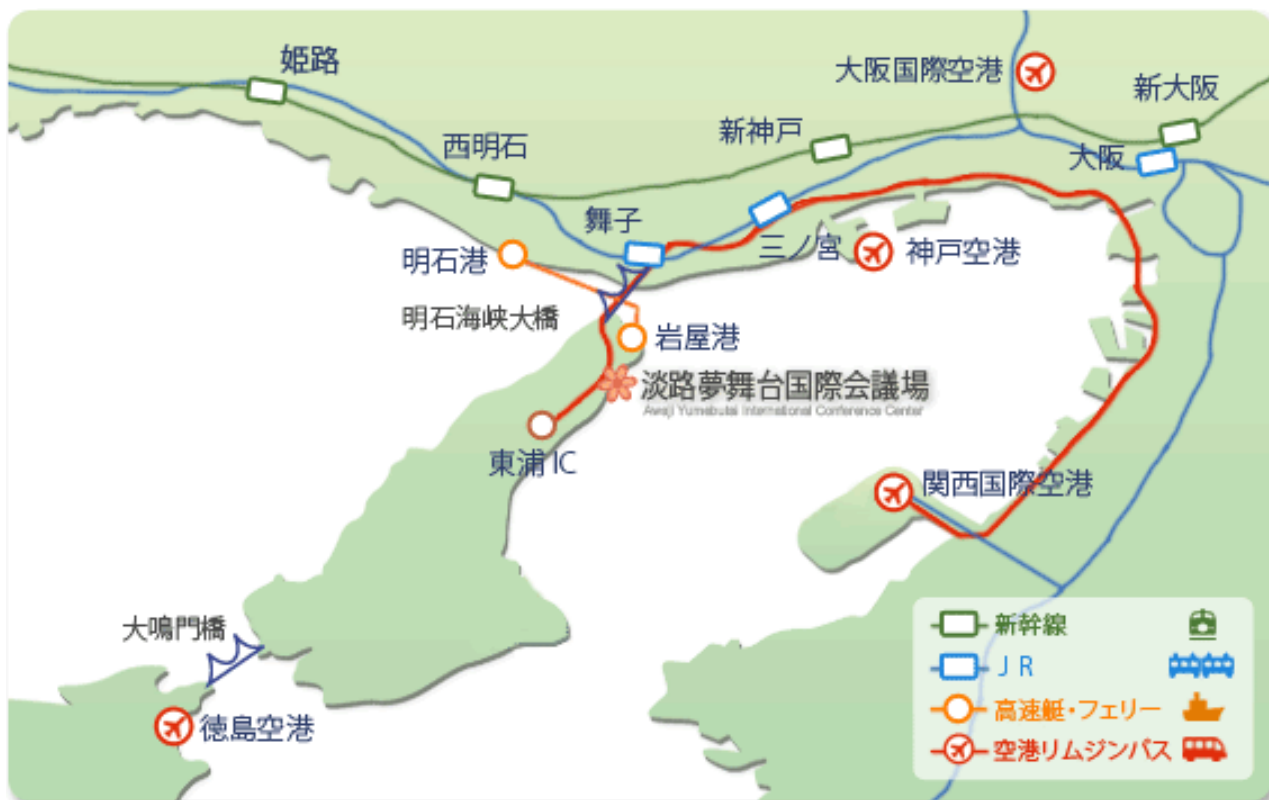 姫路
大阪国際空港
新大阪
新神戸
西明石
大阪
舞子
三ノ宮
神戸空港
明石港
明石海峡大橋
岩屋港
淡路夢舞台国際会議場
Awaji Yumebutai International Conference Center
東浦IC
関西国際空港
大鳴門橋
徳島空港
新幹線
JR
高速艇・フェリー
空港リムジンバス